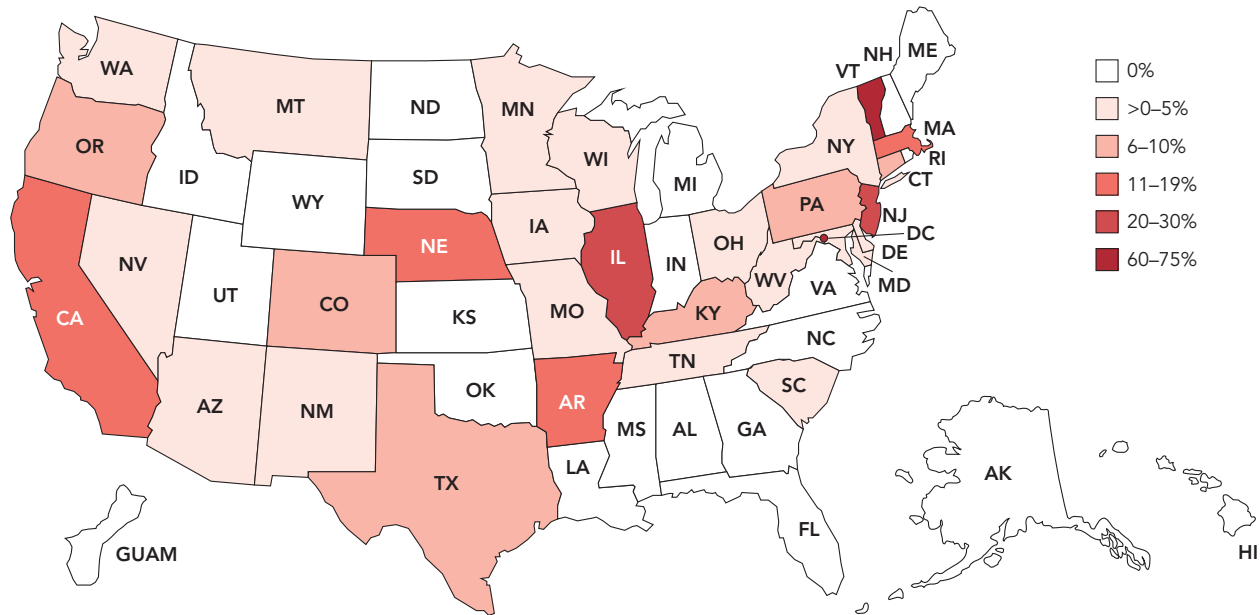 WA
MT
ND
MN
VT
NH
ME
OR
ID
WY
SD
WI
MI
NY
MA
RI
CT
NV
UT
CO
NE
IA
IL
IN
OH
PA
NJ
DC
DE
MD
WV
VA
CA
KS
MO
KY
NC
TN
SC
AZ
NM
OK
AR
MS
AL
GA
TX
LA
FL
AK
HI
GUAM
0%
>0–5%
6–10%
11–19%
20–30%
60–75%